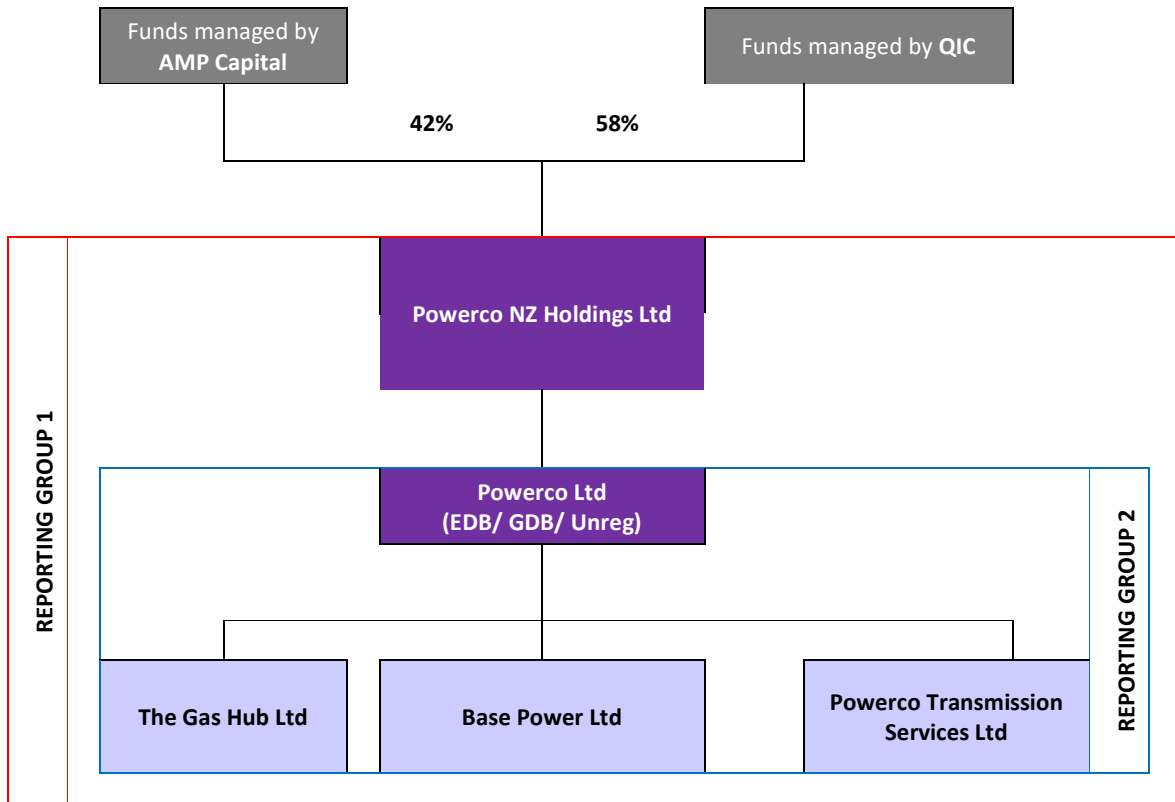 Funds managed by
AMP Capital
Funds managed by QIC
42%
58%
Powerco NZ Holdings Ltd
REPORTING GROUP 1
Powerco Ltd
(EDB/ GDB/ Unreg)
REPORTING GROUP 2
The Gas Hub Ltd
Base Power Ltd
Powerco Transmission
Services Ltd